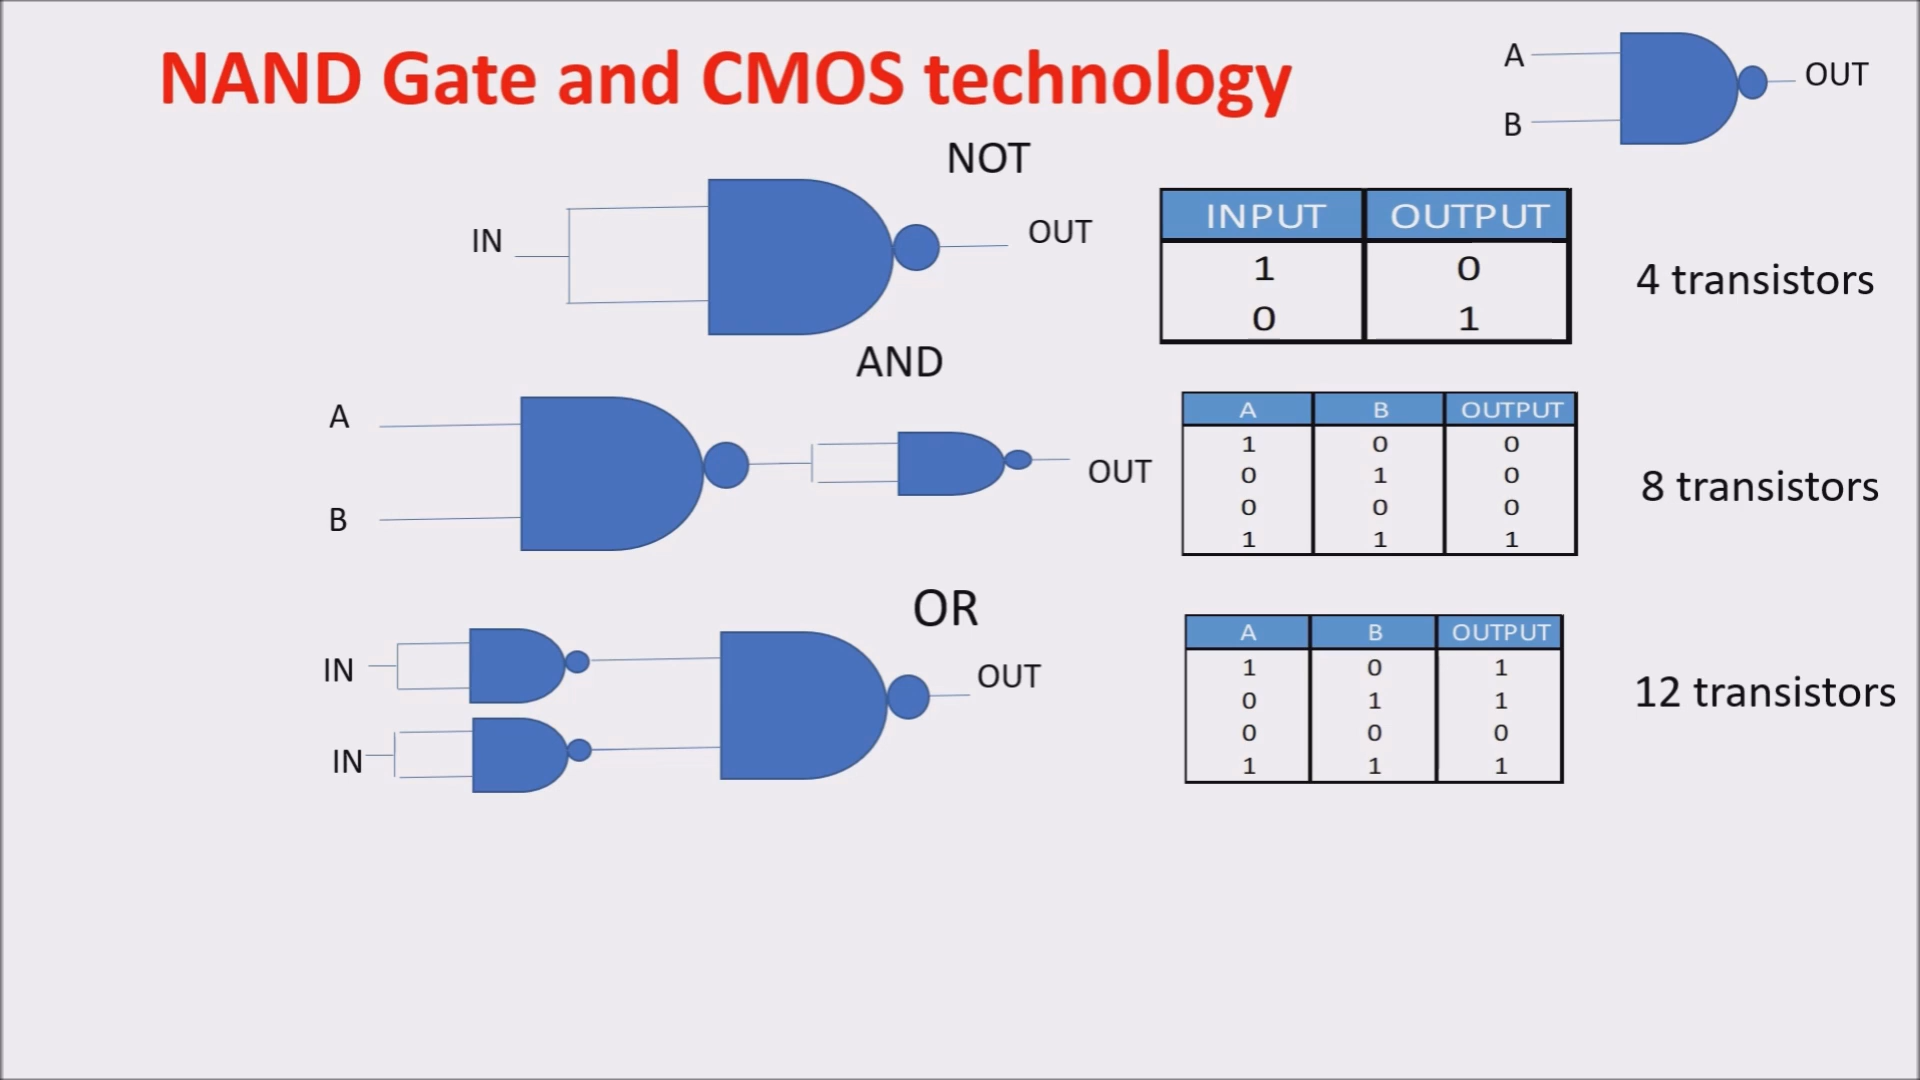 NAND Gate and CMOS technology
A
OUT
B
NOT
IN
OUT
INPUT OUTPUT
1 0
0 1
4 transistors
AND
A
B
OUT
A B OUTPUT
1 0 0
0 1 0
0 0 0
1 1 1
8 transistors
OR
IN
IN
OUT
A B OUTPUT
1 0 1
0 1 1
0 0 0
1 1 1
12 transistors